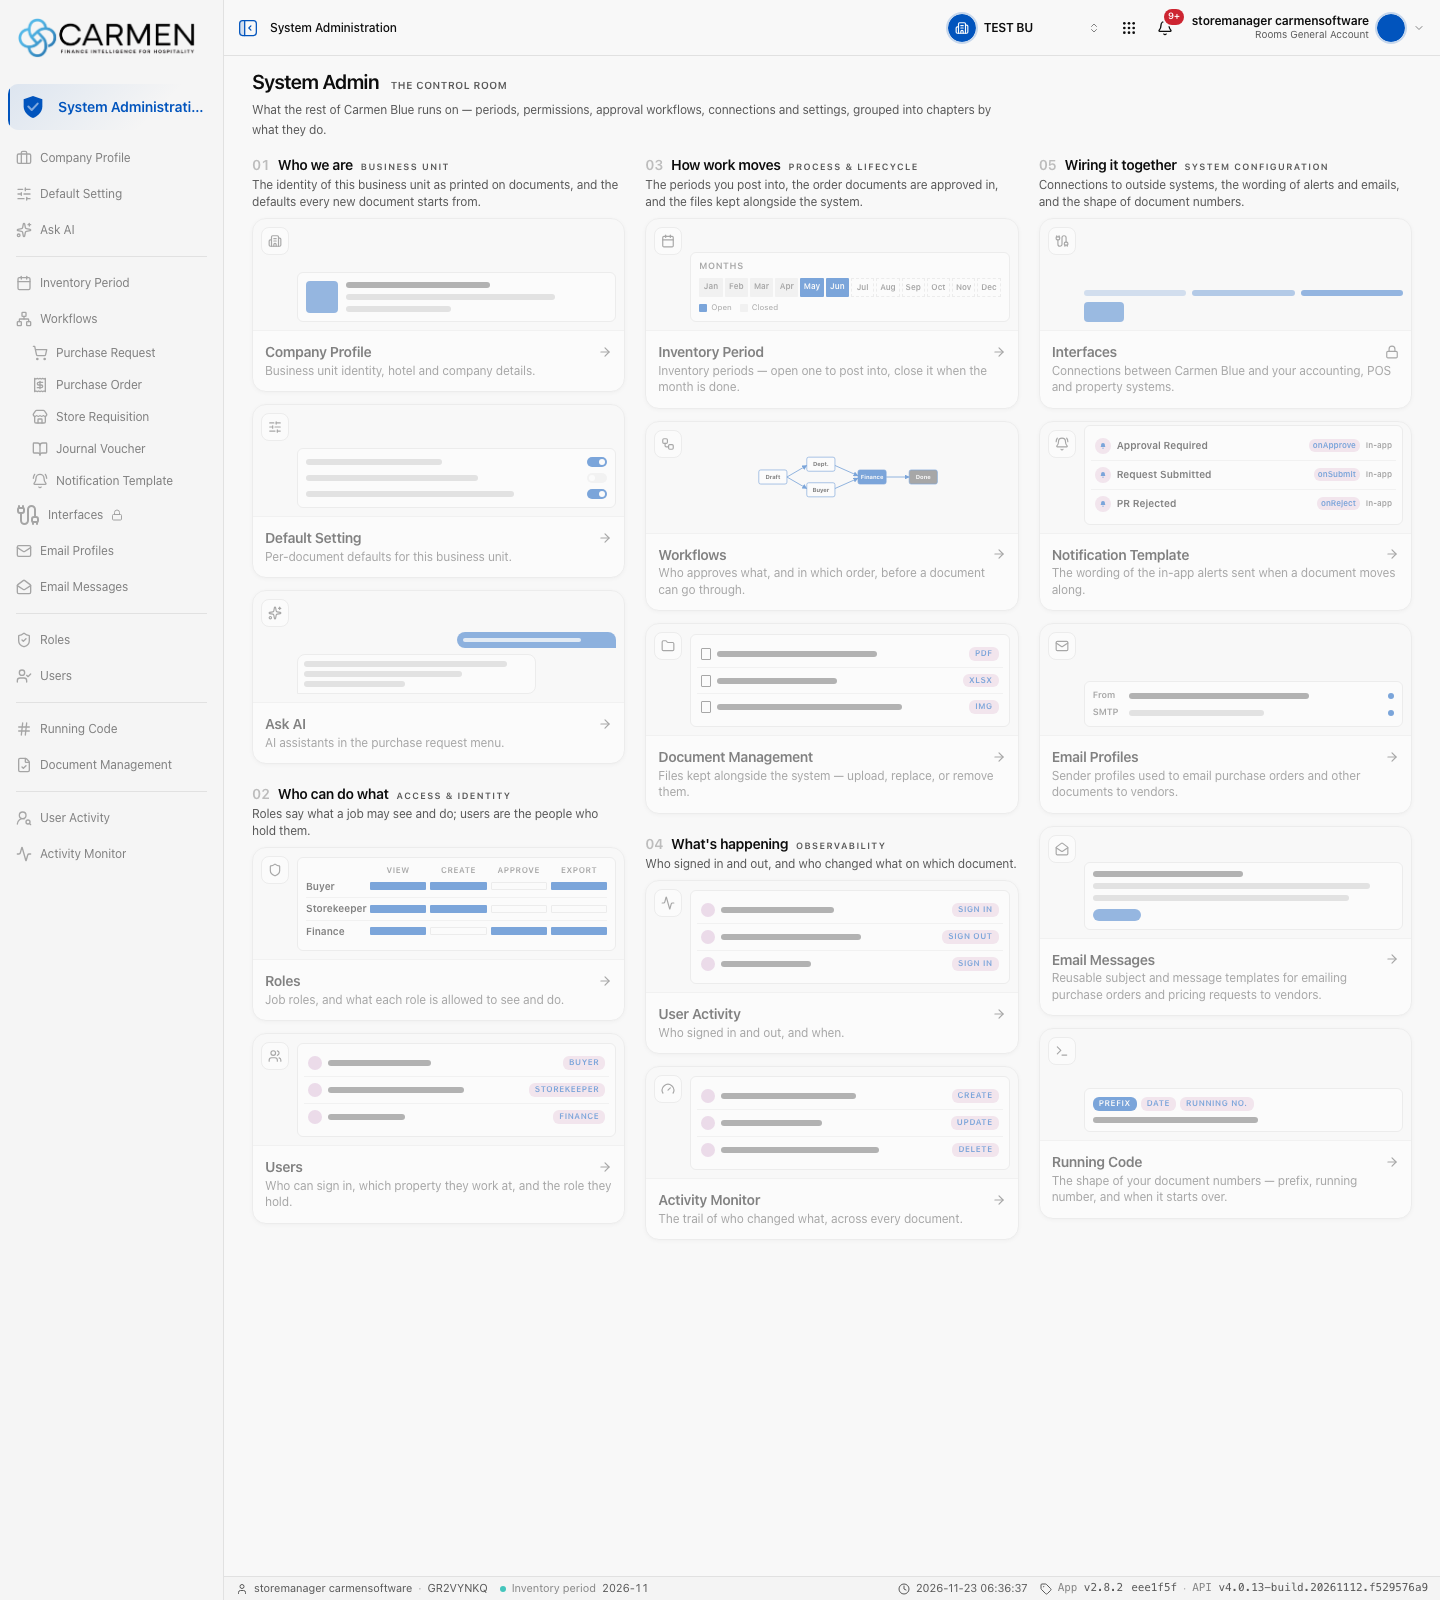 CARMEN
FINANCE INTELLIGENCE FOR HOSPITALITY
System Administrati...
Company Profile
Default Setting
Ask AI
Inventory Period
Workflows
Purchase Request
Purchase Order
Store Requisition
Journal Voucher
Notification Template
Interfaces
Email Profiles
Email Messages
Roles
Users
Running Code
Document Management
User Activity
Activity Monitor
System Administration
TEST BU
9+
storemanager carmensoftware
Rooms General Account
System Admin THE CONTROL ROOM
What the rest of Carmen Blue runs on — periods, permissions, approval workflows, connections and settings, grouped into chapters by
what they do.
01 Who we are BUSINESS UNIT
The identity of this business unit as printed on documents, and the
defaults every new document starts from.
Company Profile
Business unit identity, hotel and company details.
Default Setting
Per-document defaults for this business unit.
Ask AI
AI assistants in the purchase request menu.
02 Who can do what ACCESS & IDENTITY
Roles say what a job may see and do; users are the people who
hold them.
VIEW CREATE APPROVE EXPORT
Buyer
Storekeeper
Finance
Roles
Job roles, and what each role is allowed to see and do.
BUYER
STOREKEEPER
FINANCE
Users
Who can sign in, which property they work at, and the role they
hold.
03 How work moves PROCESS & LIFECYCLE
The periods you post into, the order documents are approved in,
and the files kept alongside the system.
MONTHS
Jan Feb Mar Apr May Jun Jul Aug Sep Oct Nov Dec
Open Closed
Inventory Period
Inventory periods — open one to post into, close it when the
month is done.
Draft Dept. Buyer Finance Done
Workflows
Who approves what, and in which order, before a document
can go through.
PDF
XLSX
IMG
Document Management
Files kept alongside the system — upload, replace, or remove
them.
04 What's happening OBSERVABILITY
Who signed in and out, and who changed what on which document.
SIGN IN
SIGN OUT
SIGN IN
User Activity
Who signed in and out, and when.
CREATE
UPDATE
DELETE
Activity Monitor
The trail of who changed what, across every document.
05 Wiring it together SYSTEM CONFIGURATION
Connections to outside systems, the wording of alerts and emails,
and the shape of document numbers.
Interfaces
Connections between Carmen Blue and your accounting, POS
and property systems.
Approval Required onApprove in-app
Request Submitted onSubmit in-app
PR Rejected onReject in-app
Notification Template
The wording of the in-app alerts sent when a document moves
along.
From
SMTP
Email Profiles
Sender profiles used to email purchase orders and other
documents to vendors.
Email Messages
Reusable subject and message templates for emailing
purchase orders and pricing requests to vendors.
PREFIX DATE RUNNING NO.
Running Code
The shape of your document numbers — prefix, running
number, and when it starts over.
storemanager carmensoftware · GR2VYNKQ Inventory period 2026-11
2026-11-23 06:36:37 App v2.8.2 eee1f5f · API v4.0.13-build.20261112.f529576a9